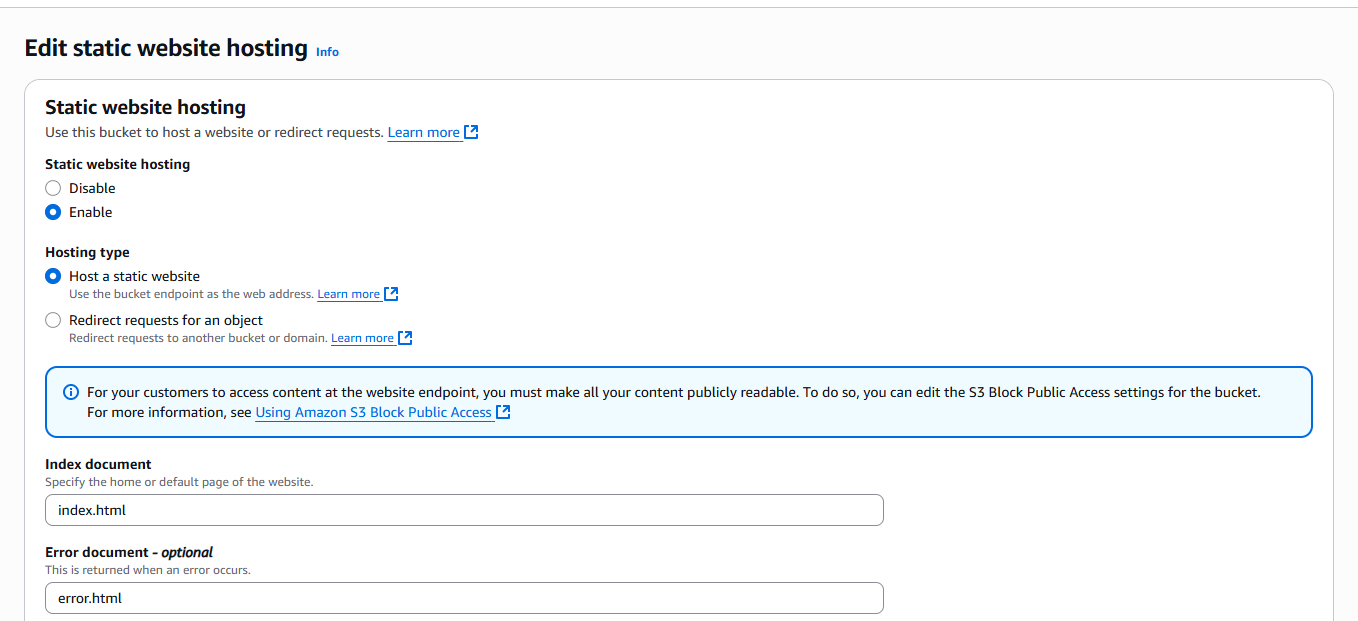 Edit static website hosting Info
Static website hosting
Use this bucket to host a website or redirect requests. Learn more
Static website hosting
Disable
Enable
Hosting type
Host a static website
Use the bucket endpoint as the web address. Learn more
Redirect requests for an object
Redirect requests to another bucket or domain. Learn more
For your customers to access content at the website endpoint, you must make all your content publicly readable. To do so, you can edit the S3 Block Public Access settings for the bucket.
For more information, see Using Amazon S3 Block Public Access
Index document
Specify the home or default page of the website.
index.html
Error document - optional
This is returned when an error occurs.
error.html